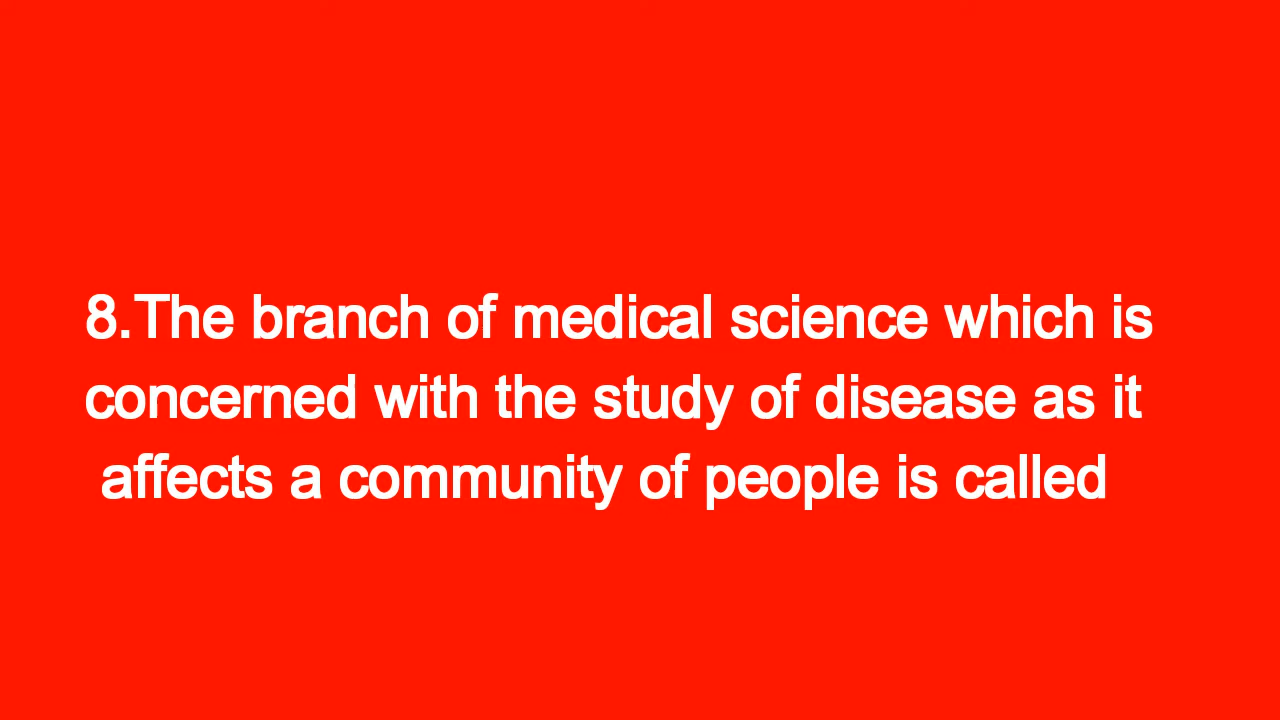 8.The branch of medical science which is
concerned with the study of disease as it
affects a community of people is called